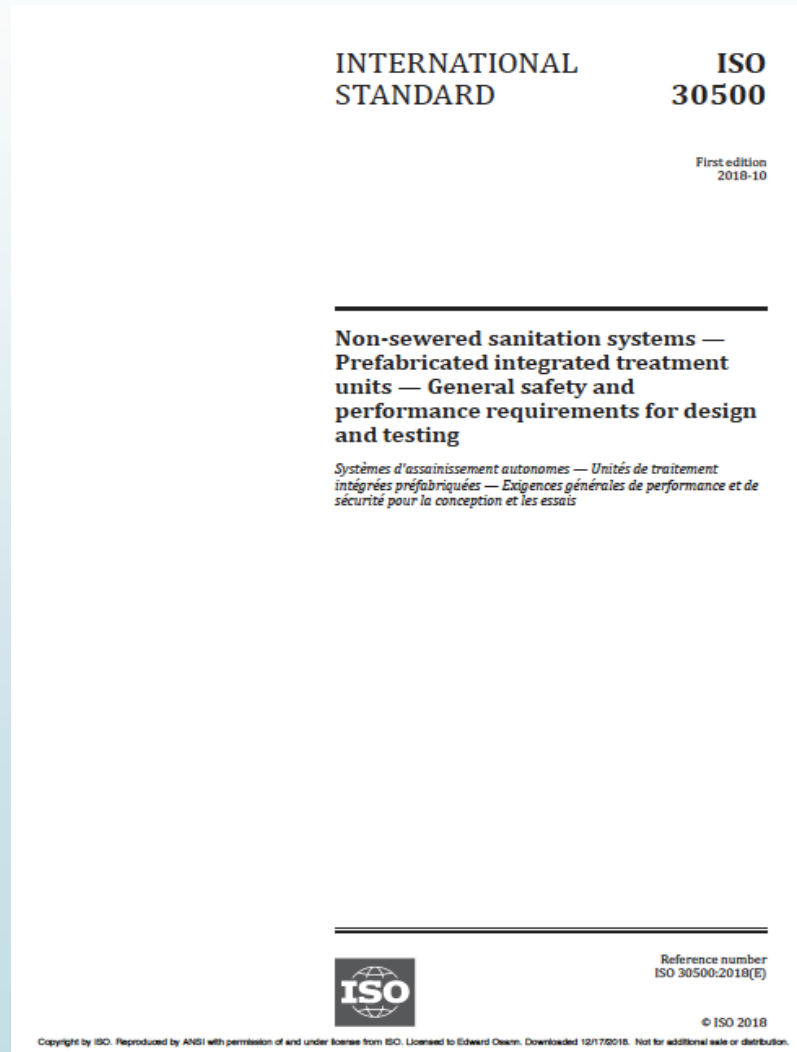 INTERNATIONAL
STANDARD
ISO
30500
First edition
2018-10
Non-sewered sanitation systems —
Prefabricated integrated treatment
units — General safety and
performance requirements for design
and testing
Systèmes d'assainissement autonomes — Unités de traitement
intégrées préfabriquées — Exigences générales de performance et de
sécurité pour la conception et les essais
ISO
Reference number
ISO 30500:2018(E)
© ISO 2018
Copyright by ISO. Reproduced by ANSI with permission of and under license from ISO. Licensed to Edward Osann. Downloaded 12/17/2018. Not for additional sale or distribution.